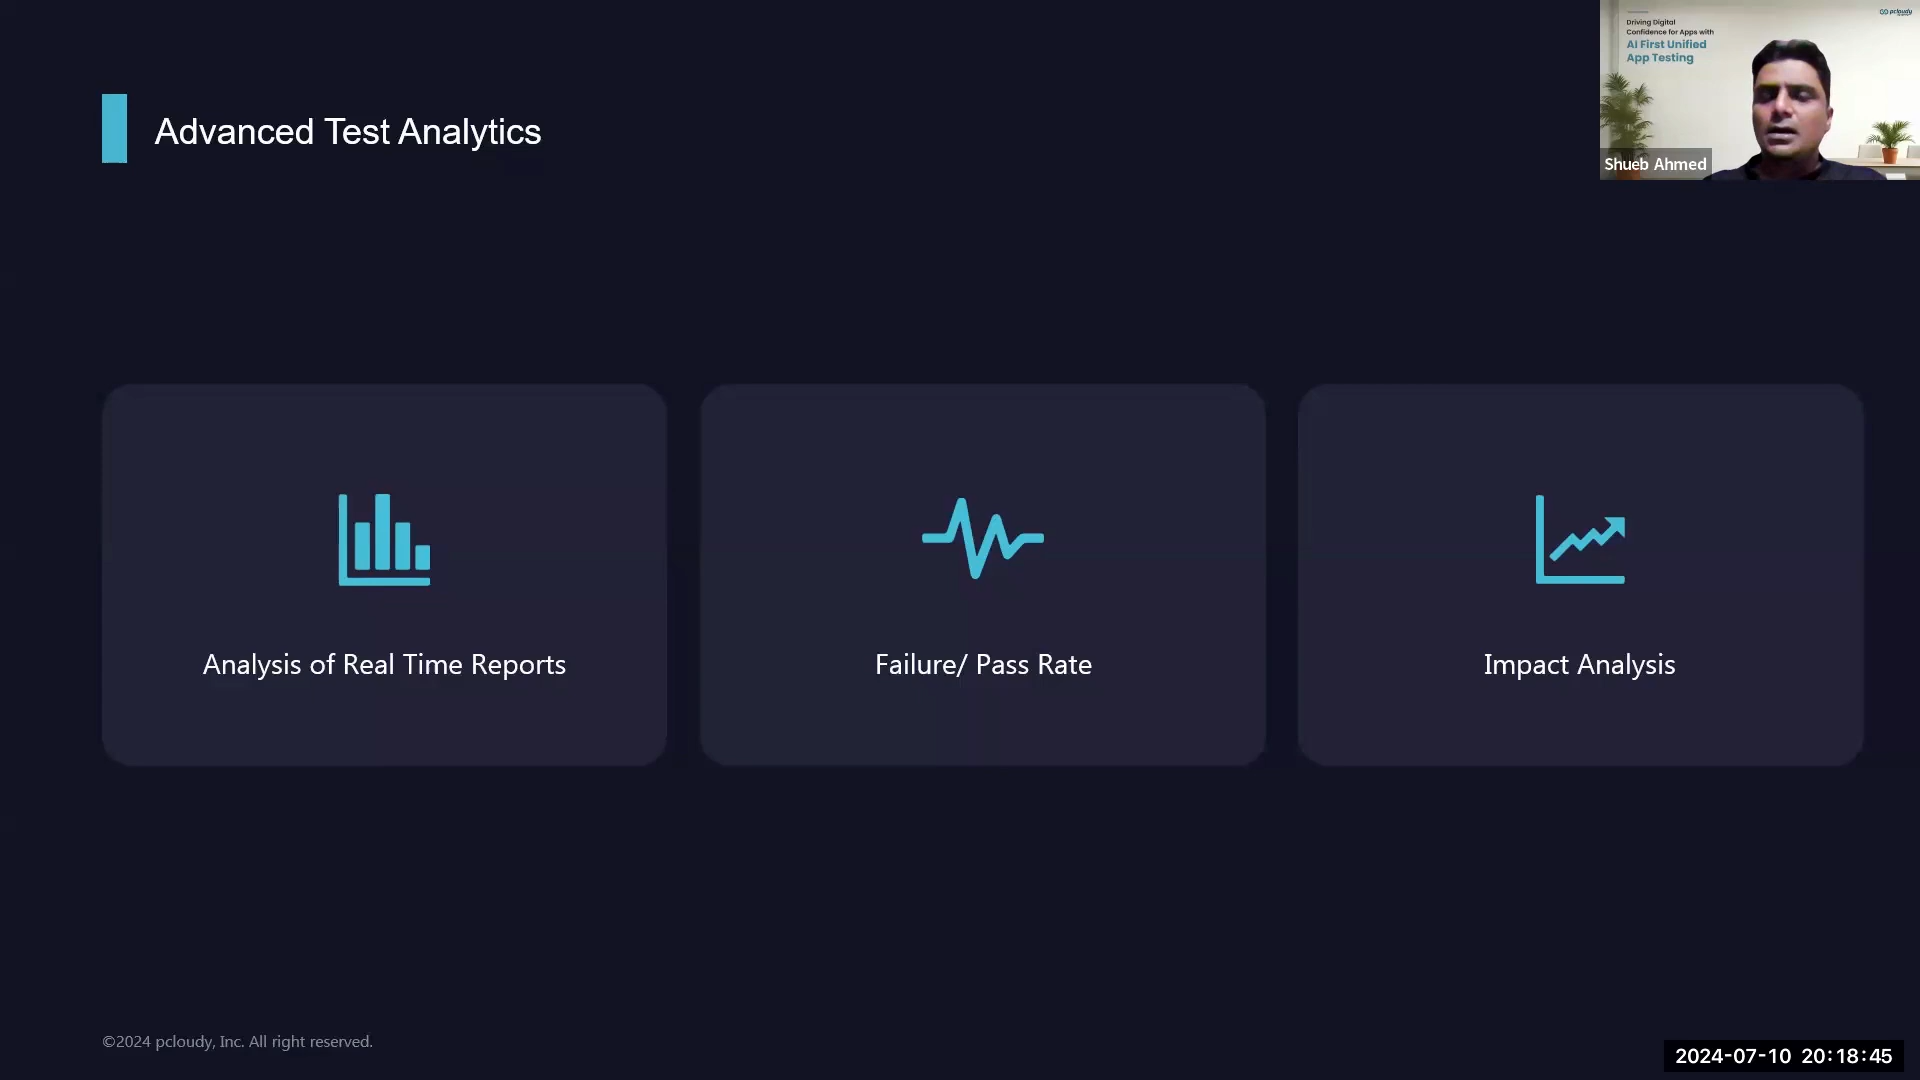 Driving Digital
Confidence for Apps with
AI First Unified
App Testing
pcloudy
Shueb Ahmed
Advanced Test Analytics
Analysis of Real Time Reports
Failure/ Pass Rate
Impact Analysis
©2024 pcloudy, Inc. All right reserved.
2024-07-10 20:18:45